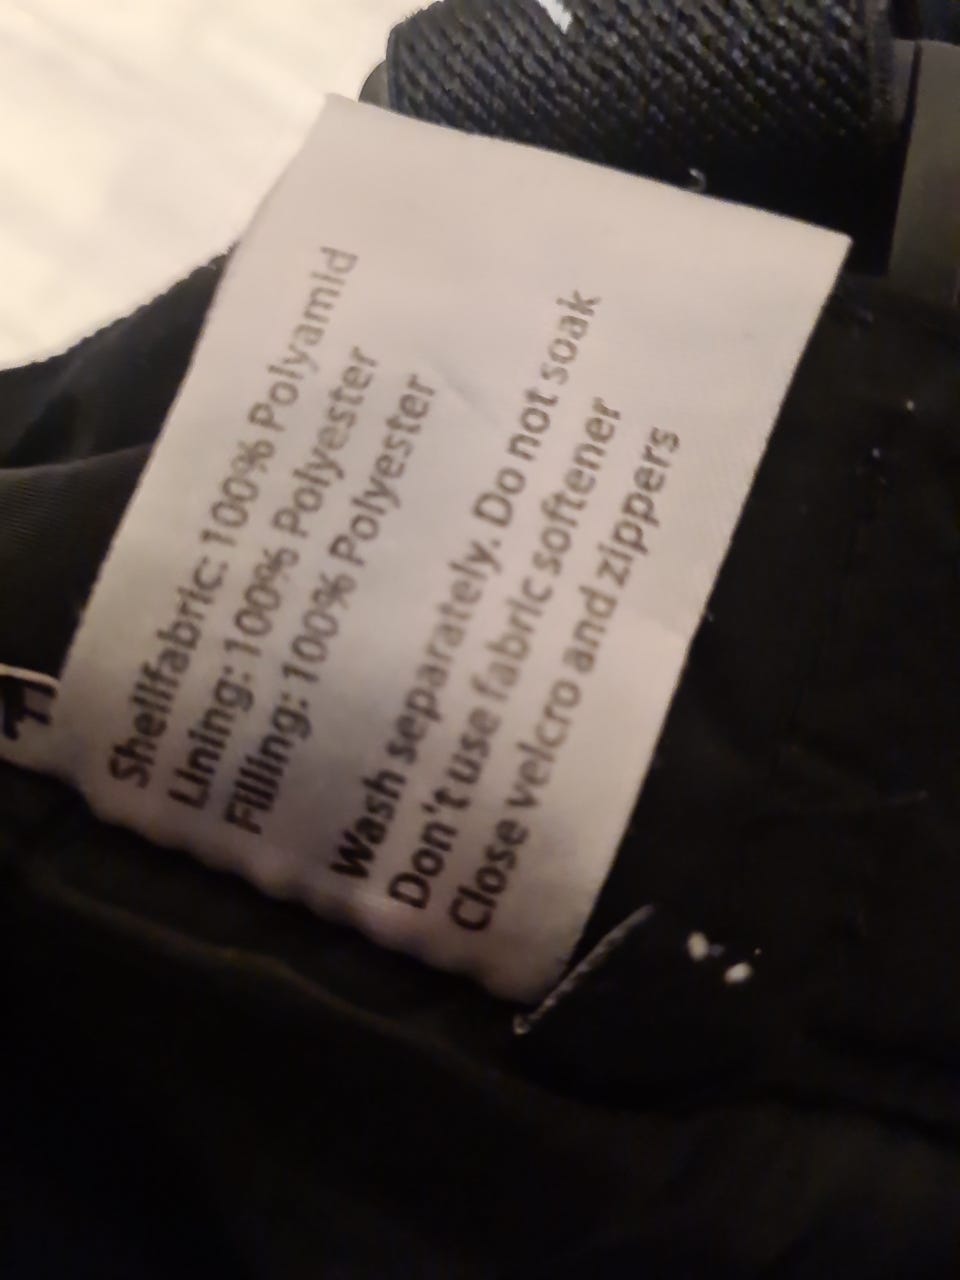 Shellfabric: 100% Polyamid
Lining: 100% Polyester
Filling: 100% Polyester
Wash separately. Do not soak
Don't use fabric softener
Close velcro and zippers